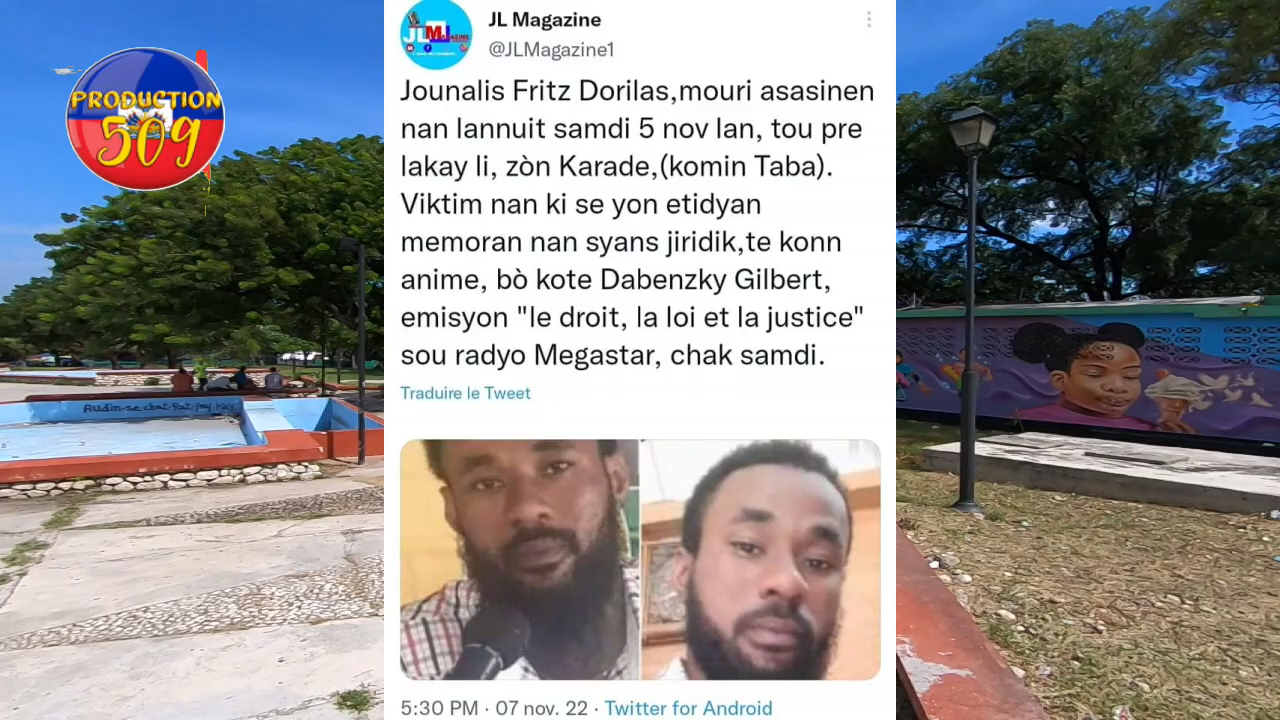 PRODUCTION
509
JL Magazine
@JLMagazine1
Jounalis Fritz Dorilas,mouri asasinen
nan lannuit samdi 5 nov lan, tou pre
lakay li, zòn Karade,(komin Taba).
Viktim nan ki se yon etidyan
memoran nan syans jiridik,te konn
anime, bò kote Dabenzky Gilbert,
emisyon "le droit, la loi et la justice"
sou radyo Megastar, chak samdi.
Traduire le Tweet
5:30 PM · 07 nov. 22 · Twitter for Android